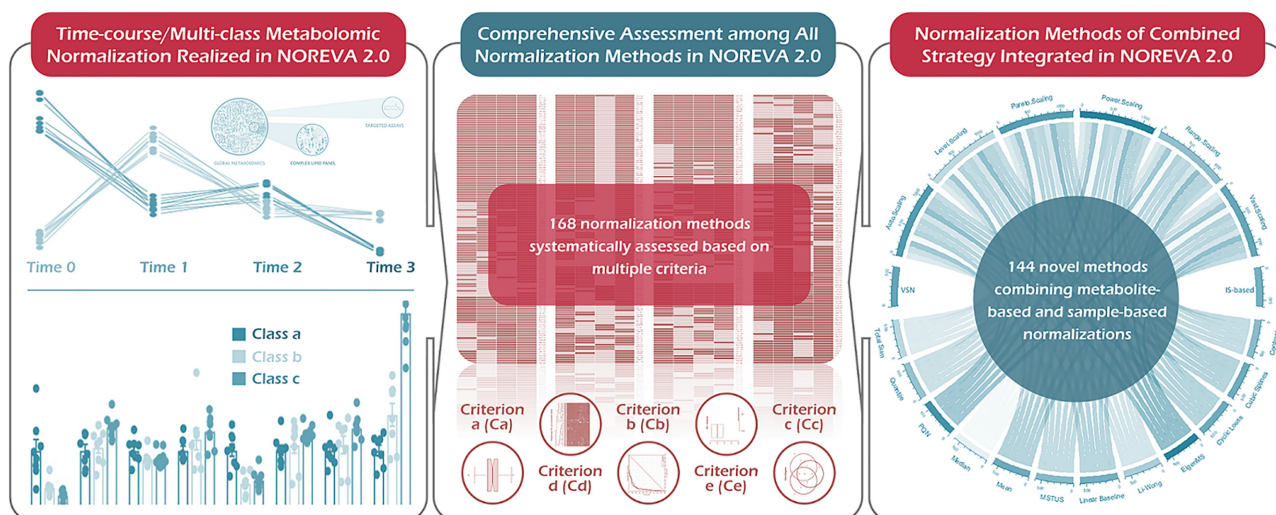 Time-course/Multi-class Metabolomic
Normalization Realized in NOREVA 2.0
GLOBAL METABOLOMICS
COMPLEX LIPID PANEL
TARGETED ASSAYS
Time 0
Time 1
Time 2
Time 3
Class a
Class b
Class c
Comprehensive Assessment among All
Normalization Methods in NOREVA 2.0
168 normalization methods
systematically assessed based on
multiple criteria
Criterion
a (Ca)
Criterion
d (Cd)
Criterion
b (Cb)
Criterion
e (Ce)
Criterion
c (Cc)
Normalization Methods of Combined
Strategy Integrated in NOREVA 2.0
144 novel methods
combining metabolite-
based and sample-based
normalizations
Pareto Scaling
Power Scaling
Range Scaling
Vast Scaling
IS-based
Contrast
Cubic Splines
Cyclic Loess
EigenMS
Li-Wong
Linear Baseline
MSTUS
Mean
Median
PQN
Quantile
Total Sum
VSN
Auto Scaling
Level Scaling